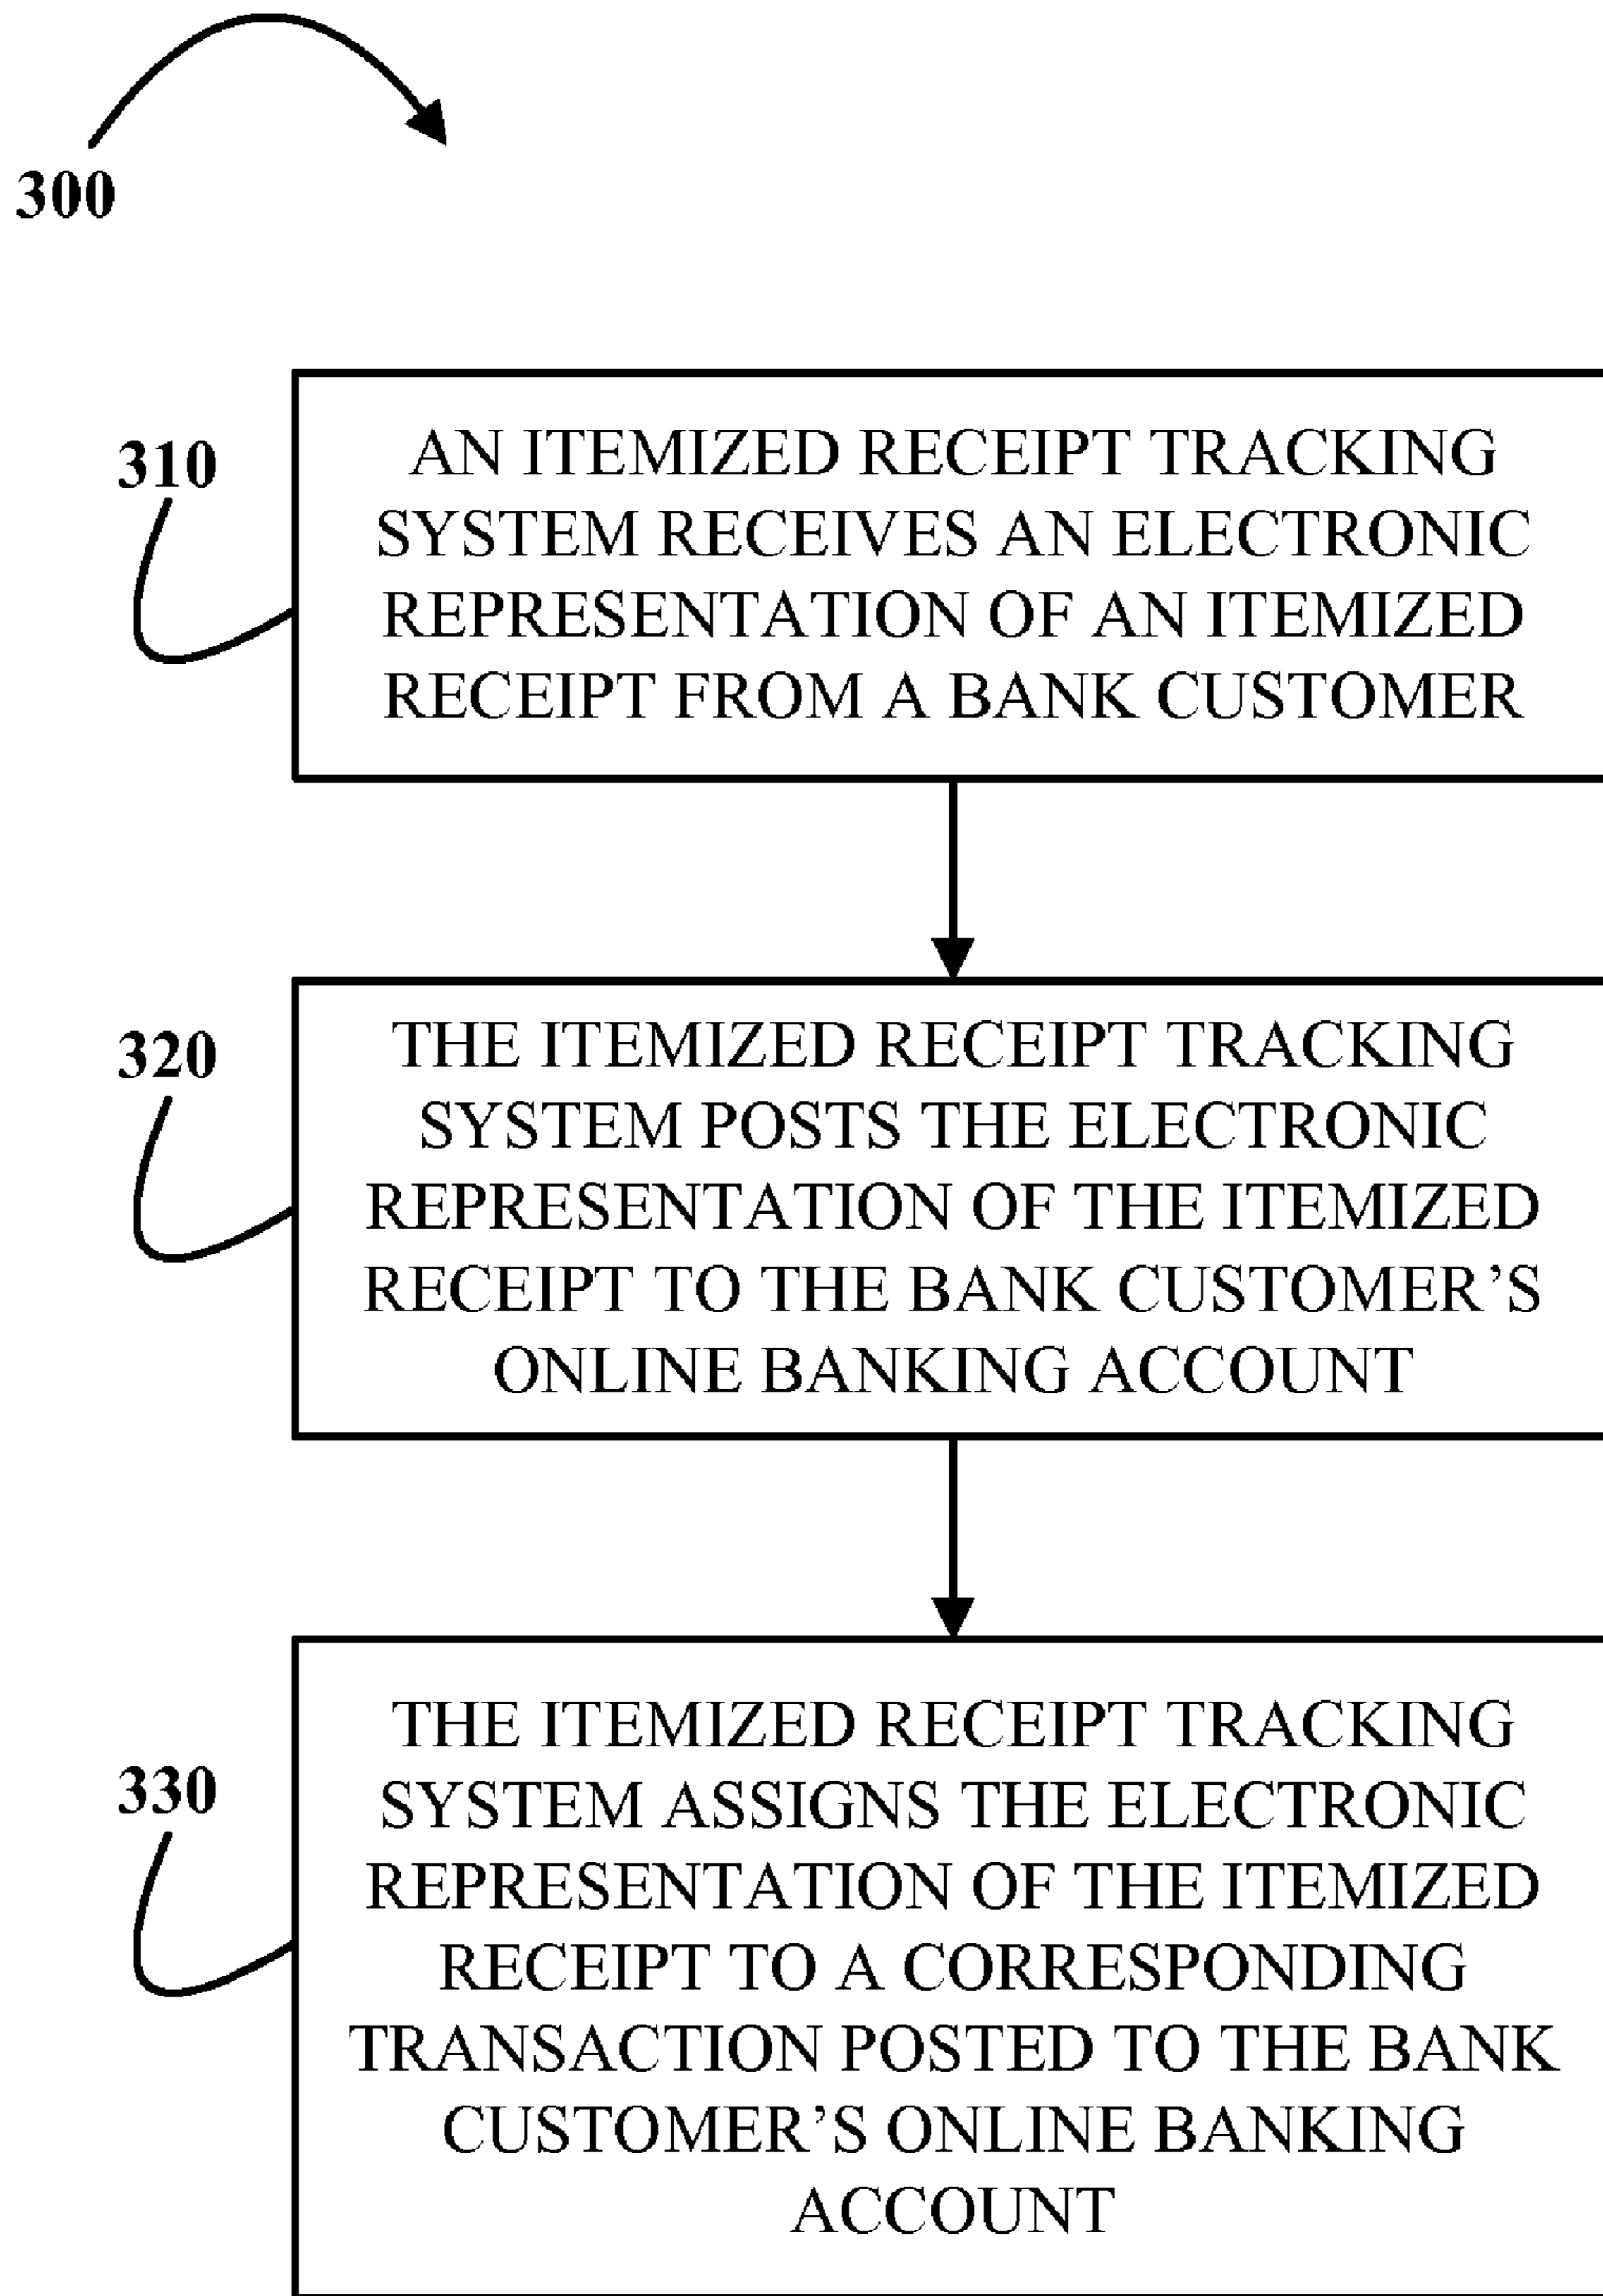 300
310
AN ITEMIZED RECEIPT TRACKING
SYSTEM RECEIVES AN ELECTRONIC
REPRESENTATION OF AN ITEMIZED
RECEIPT FROM A BANK CUSTOMER
320
THE ITEMIZED RECEIPT TRACKING
SYSTEM POSTS THE ELECTRONIC
REPRESENTATION OF THE ITEMIZED
RECEIPT TO THE BANK CUSTOMER’S
ONLINE BANKING ACCOUNT
330
THE ITEMIZED RECEIPT TRACKING
SYSTEM ASSIGNS THE ELECTRONIC
REPRESENTATION OF THE ITEMIZED
RECEIPT TO A CORRESPONDING
TRANSACTION POSTED TO THE BANK
CUSTOMER’S ONLINE BANKING
ACCOUNT